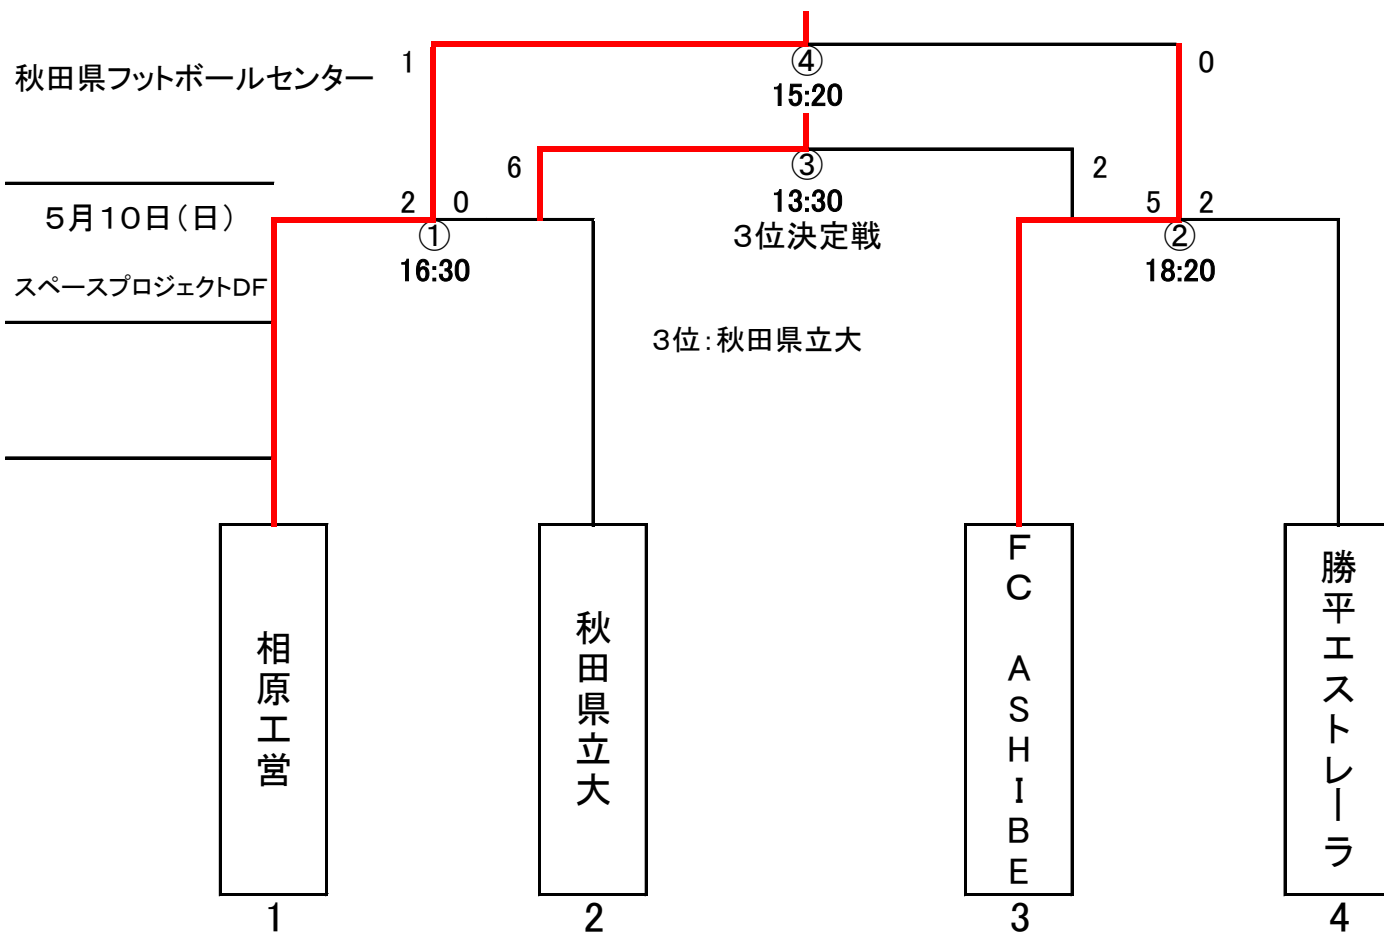 1
④
0
秋田県フットボールセンター
15:20
6
③
2
2
0
13:30
5
2
5月10日(日)
①
3位決定戦
②
16:30
18:20
スペースプロジェクトDF
3位:秋田県立大
相原工営
秋田県立大
FC ASHIBE
勝平エストレーラ
1
2
3
4